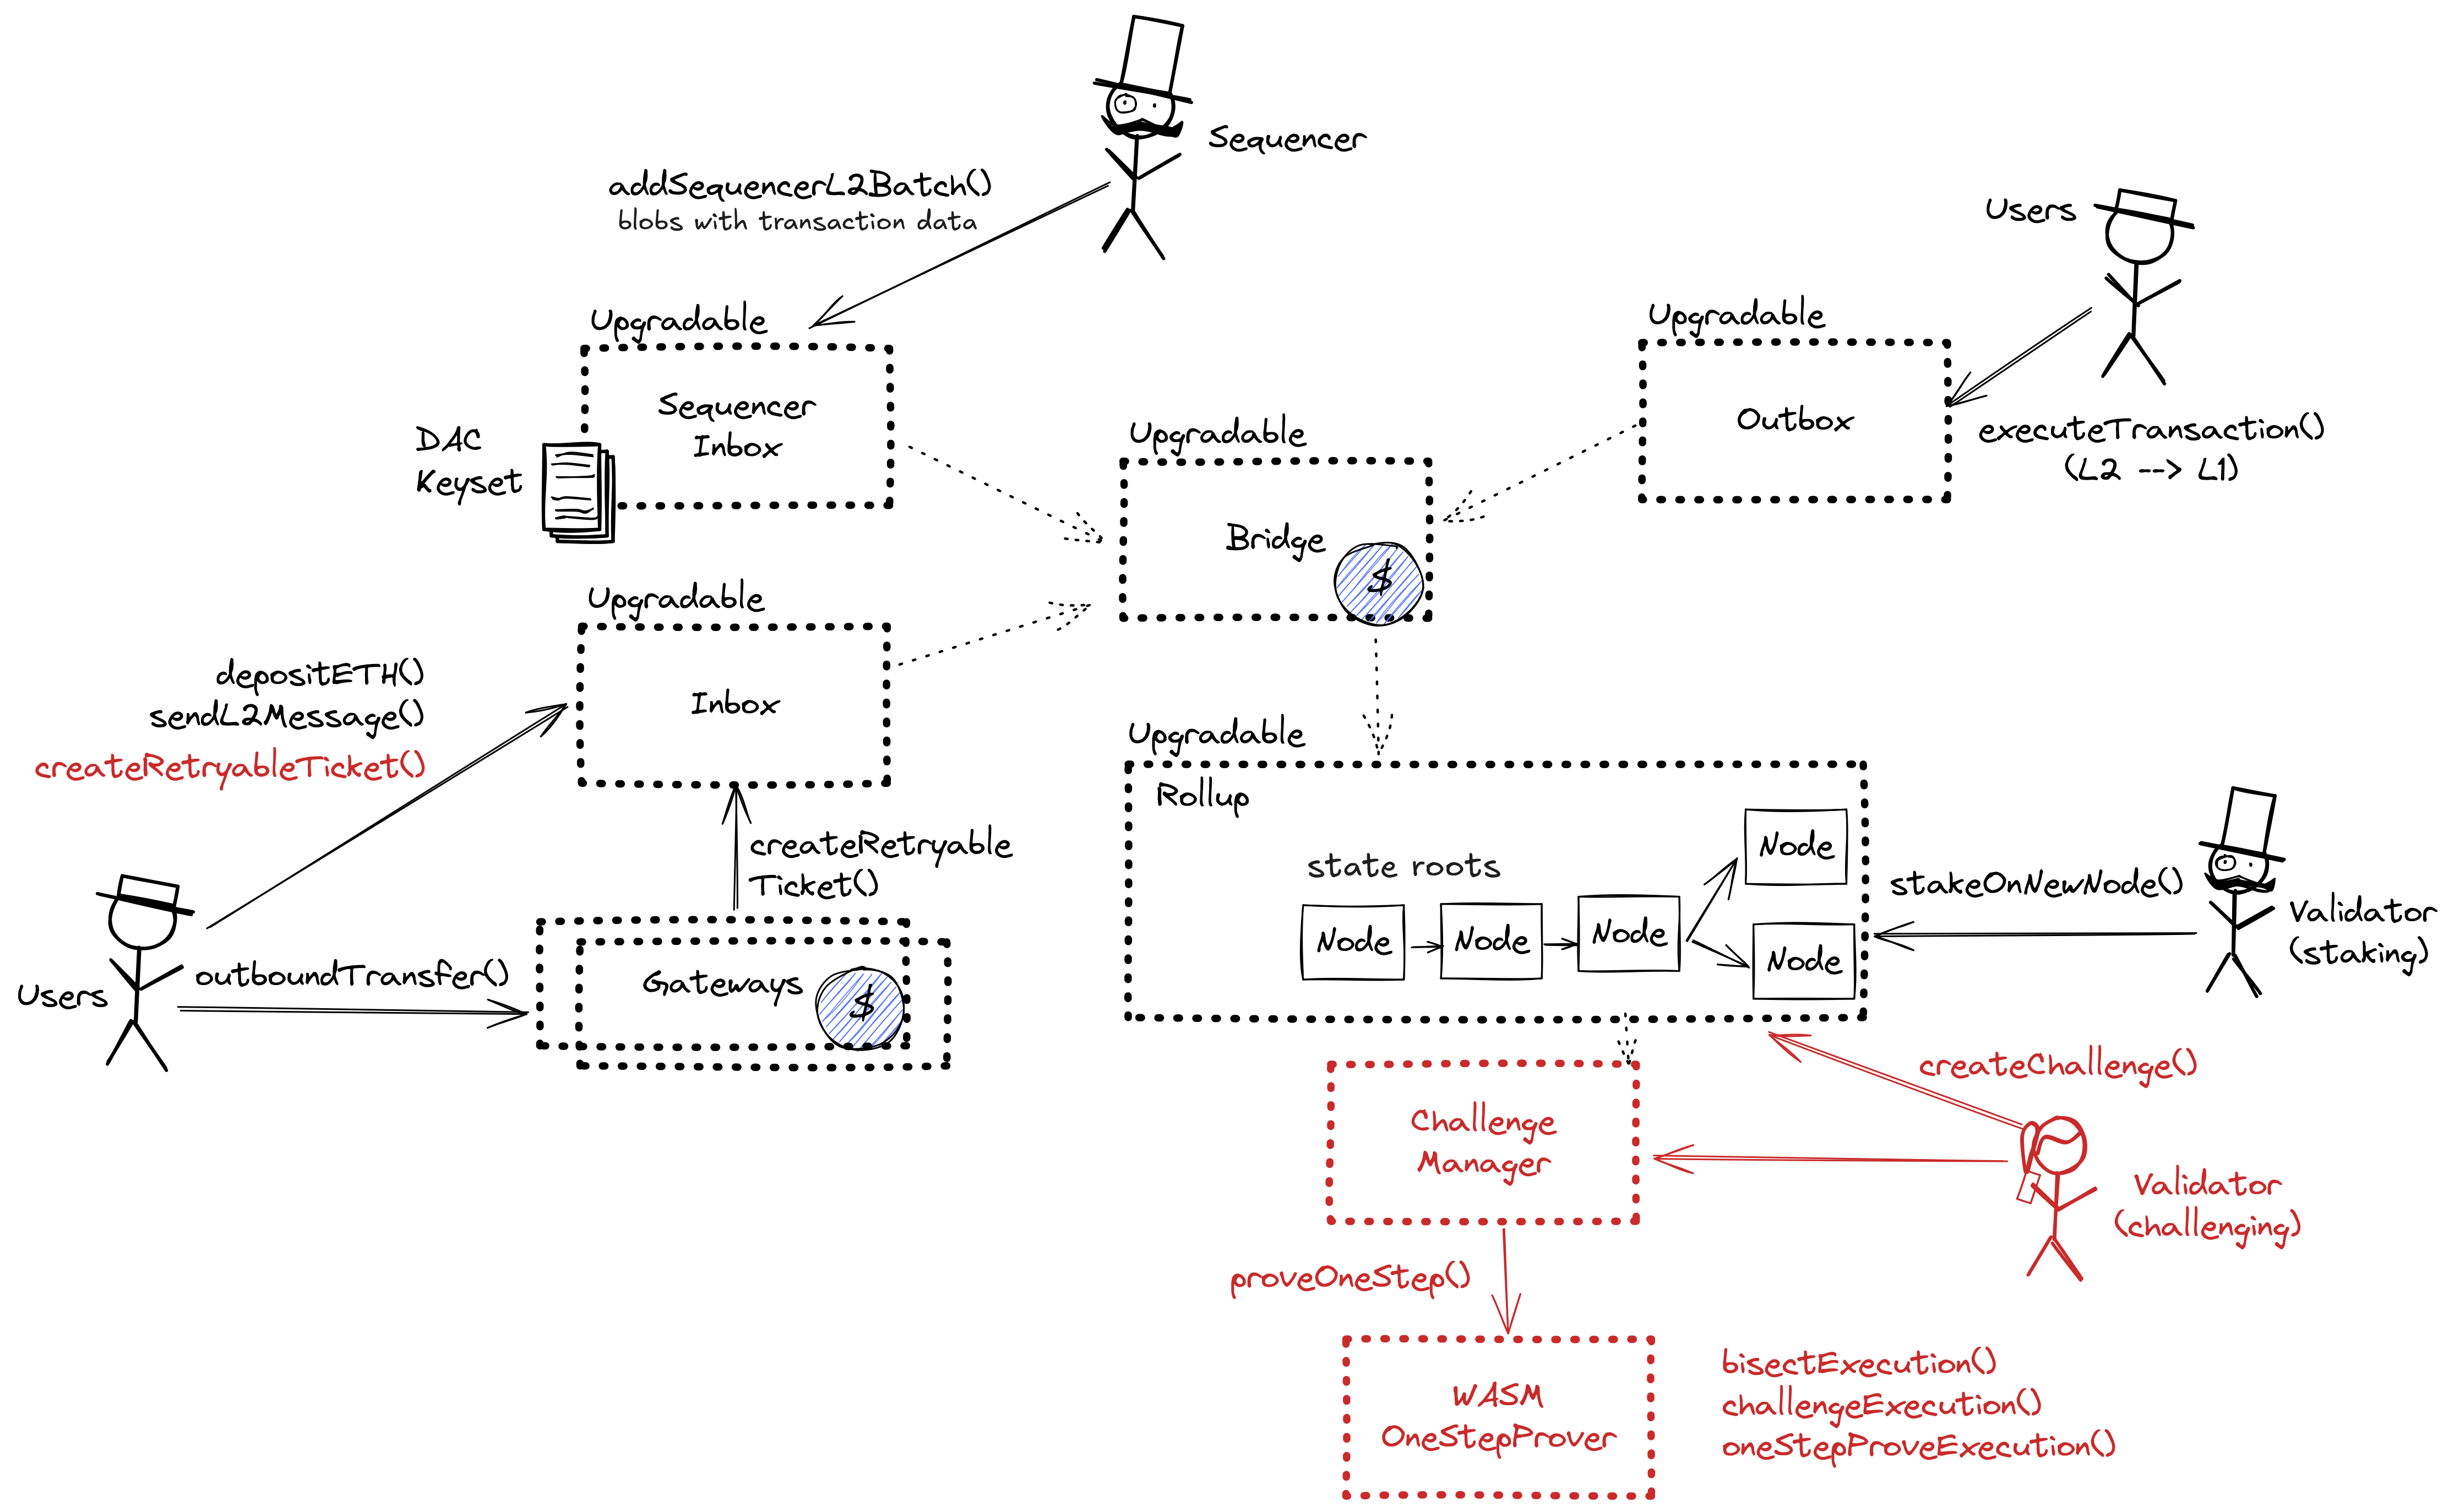 Sequencer
addSequencerL2Batch()
blobs with transaction data
Users
Upgradable
Sequencer
Inbox
DAC
Keyset
Upgradable
Outbox
executeTransaction()
(L2 --> L1)
Upgradable
Bridge
$
Upgradable
Inbox
depositETH()
sendL2Message()
createRetryableTicket()
createRetryable
Ticket()
Users
outboundTransfer()
Gateways
$
Upgradable
Rollup
state roots
Node
Node
Node
Node
Node
stakeOnNewNode()
Validator
(staking)
createChallenge()
Challenge
Manager
Validator
(challenging)
proveOneStep()
WASM
OneStepProver
bisectExecution()
challengeExecution()
oneStepProveExecution()